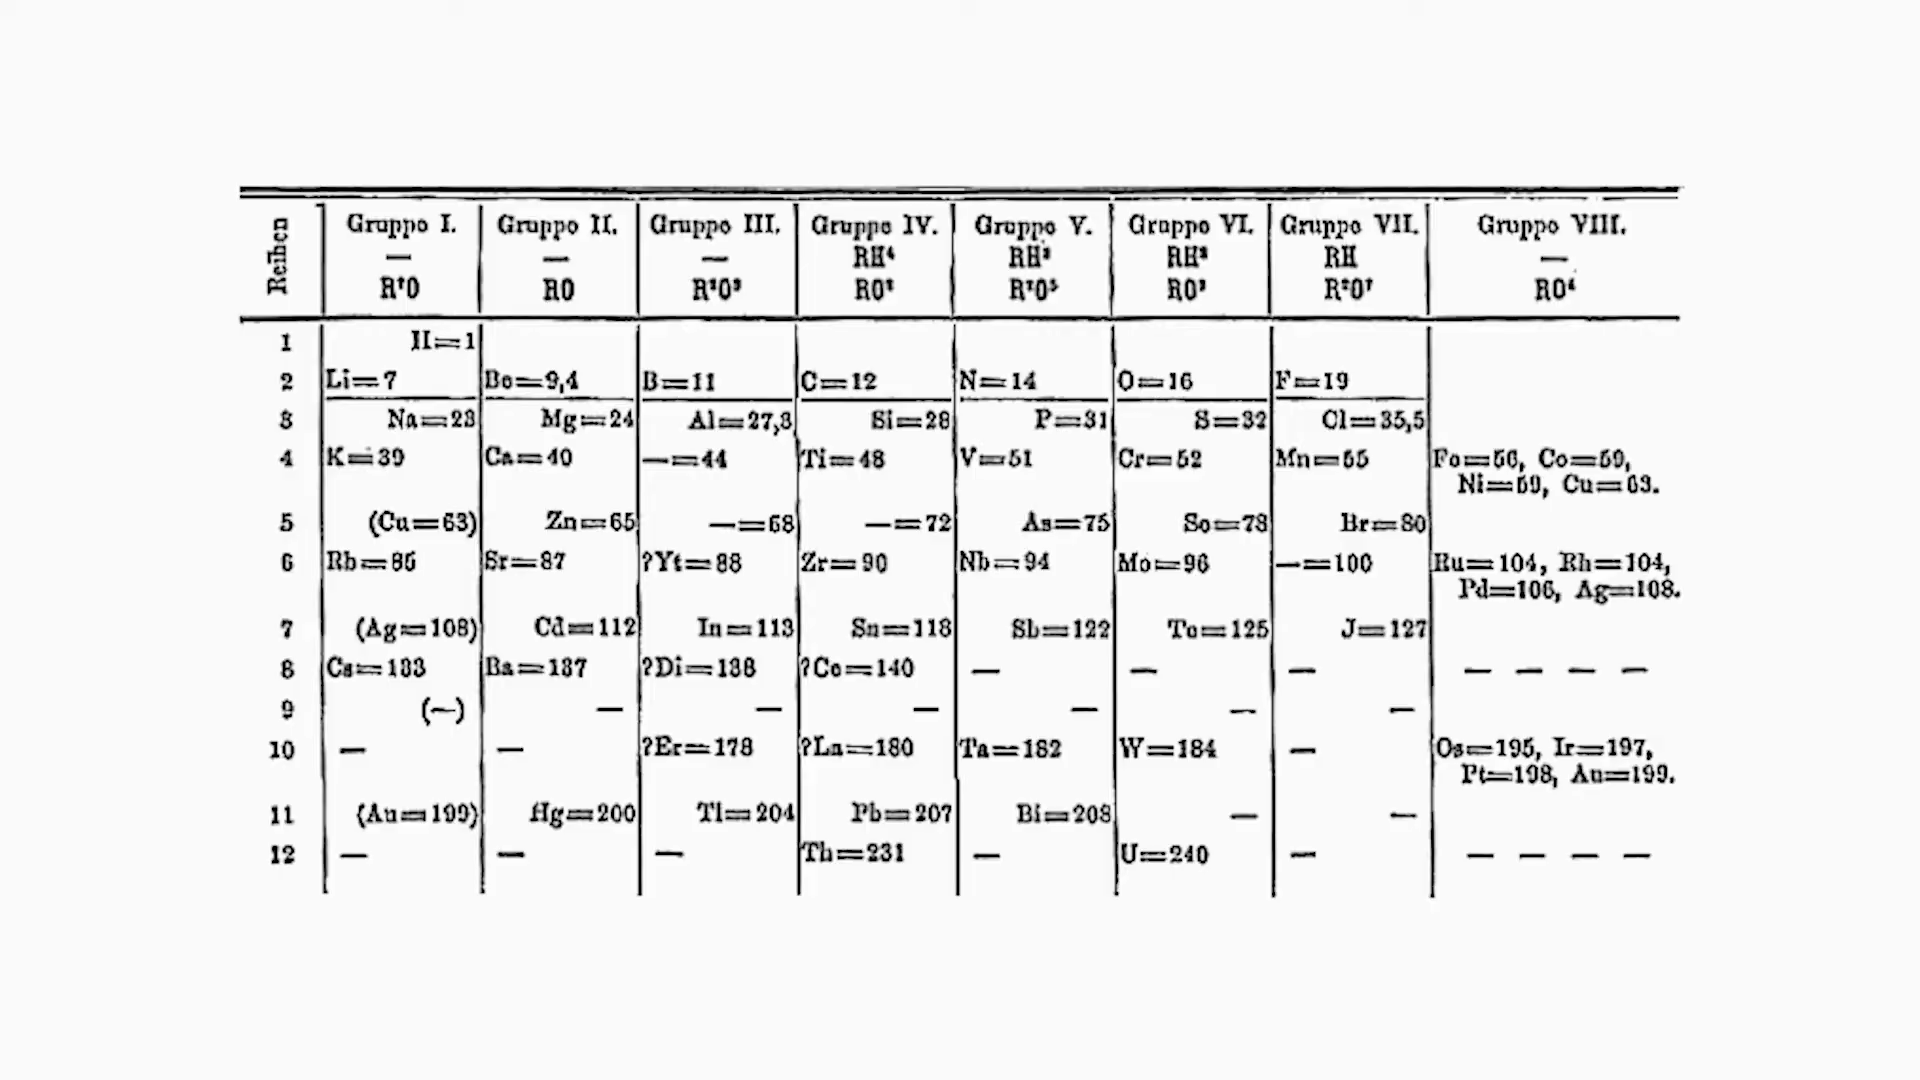 Reihen
Gruppe I. Gruppe II. Gruppe III. Gruppe IV. Gruppe V. Gruppe VI. Gruppe VII. Gruppe VIII.
— — — RH⁴ RH³ RH² RH —
R²O RO R²O³ RO² R²O⁵ RO³ R²O⁷ RO⁴
1 H=1
2 Li=7 Be=9,4 B=11 C=12 N=14 O=16 F=19
3 Na=23 Mg=24 Al=27,3 Si=28 P=31 S=32 Cl=35,5
4 K=39 Ca=40 —=44 Ti=48 V=51 Cr=52 Mn=55 Fe=56, Co=59,
Ni=59, Cu=63.
5 (Cu=63) Zn=65 —=68 —=72 As=75 Se=78 Br=80
6 Rb=85 Sr=87 ?Yt=88 Zr=90 Nb=94 Mo=96 —=100 Ru=104, Rh=104,
Pd=106, Ag=108.
7 (Ag=108) Cd=112 In=113 Sn=118 Sb=122 Te=125 J=127
8 Cs=133 Ba=137 ?Di=138 ?Ce=140 — — — — — — —
9 (—) — — — — — —
10 — — ?Er=178 ?La=180 Ta=182 W=184 — Os=195, Ir=197,
Pt=198, Au=199.
11 (Au=199) Hg=200 Tl=204 Pb=207 Bi=208 — —
12 — — — Th=231 — U=240 — — — — —